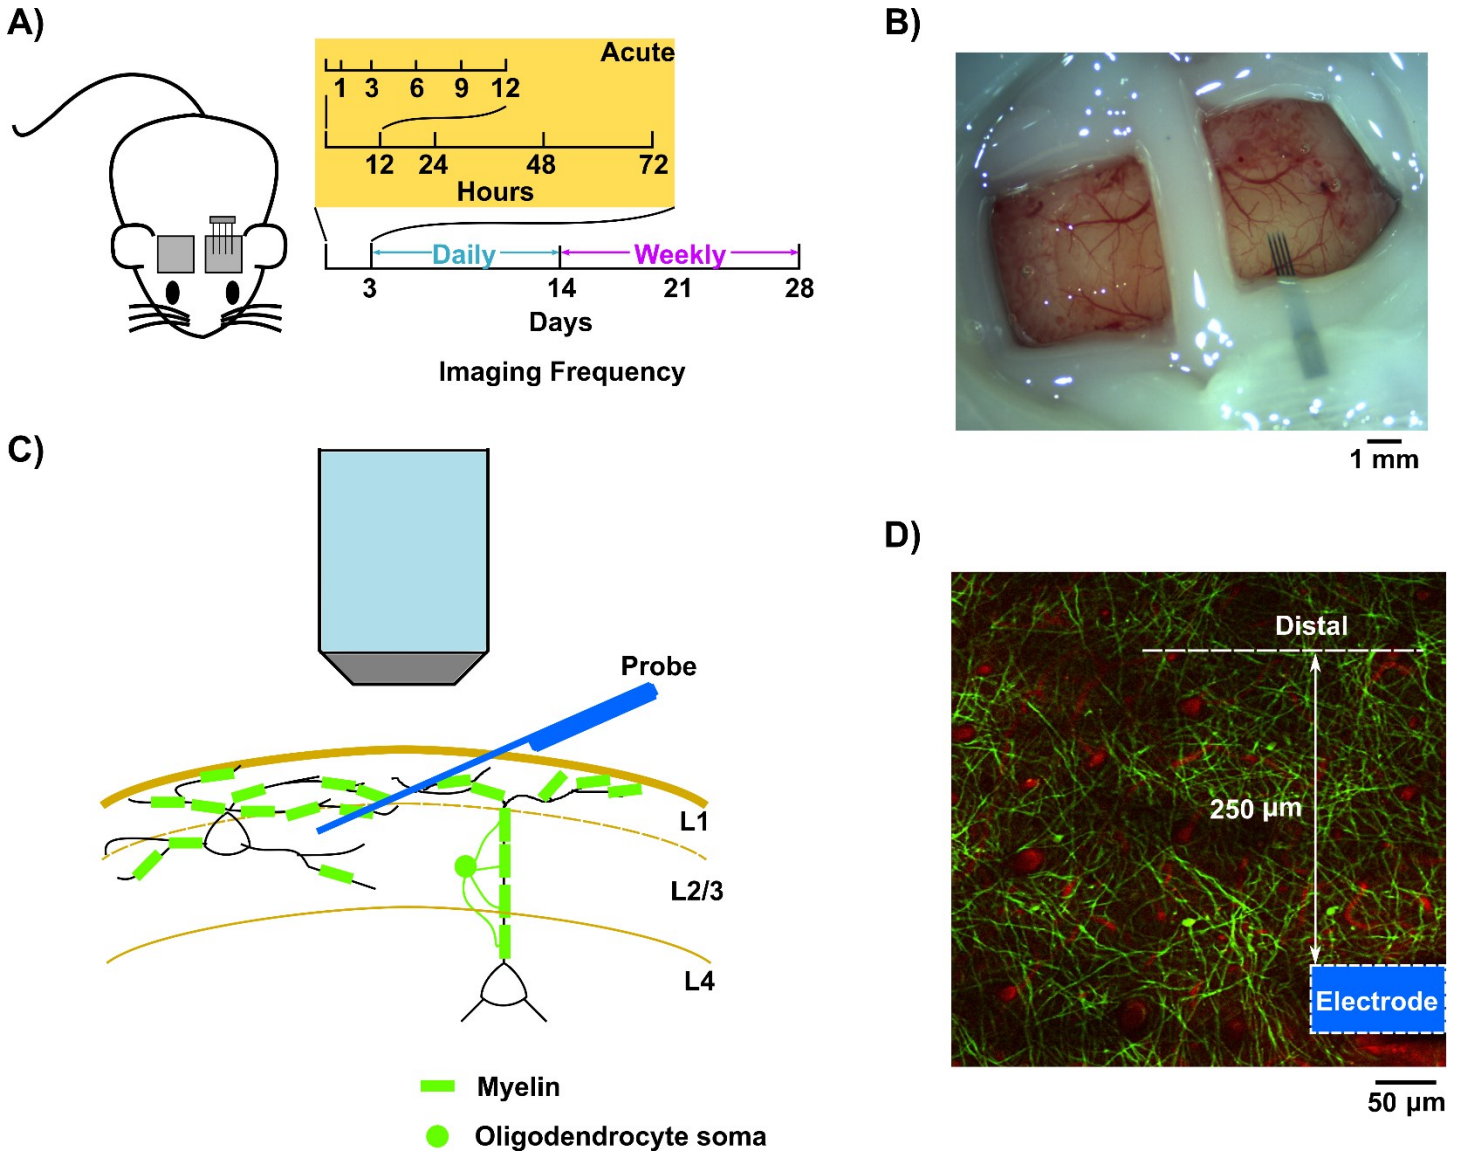 A)
Acute
1 3 6 9 12
12 24 48 72
Hours
Daily Weekly
3 14 21 28
Days
Imaging Frequency
B)
1 mm
C)
Probe
L1
L2/3
L4
Myelin
Oligodendrocyte soma
D)
Distal
250 µm
Electrode
50 µm